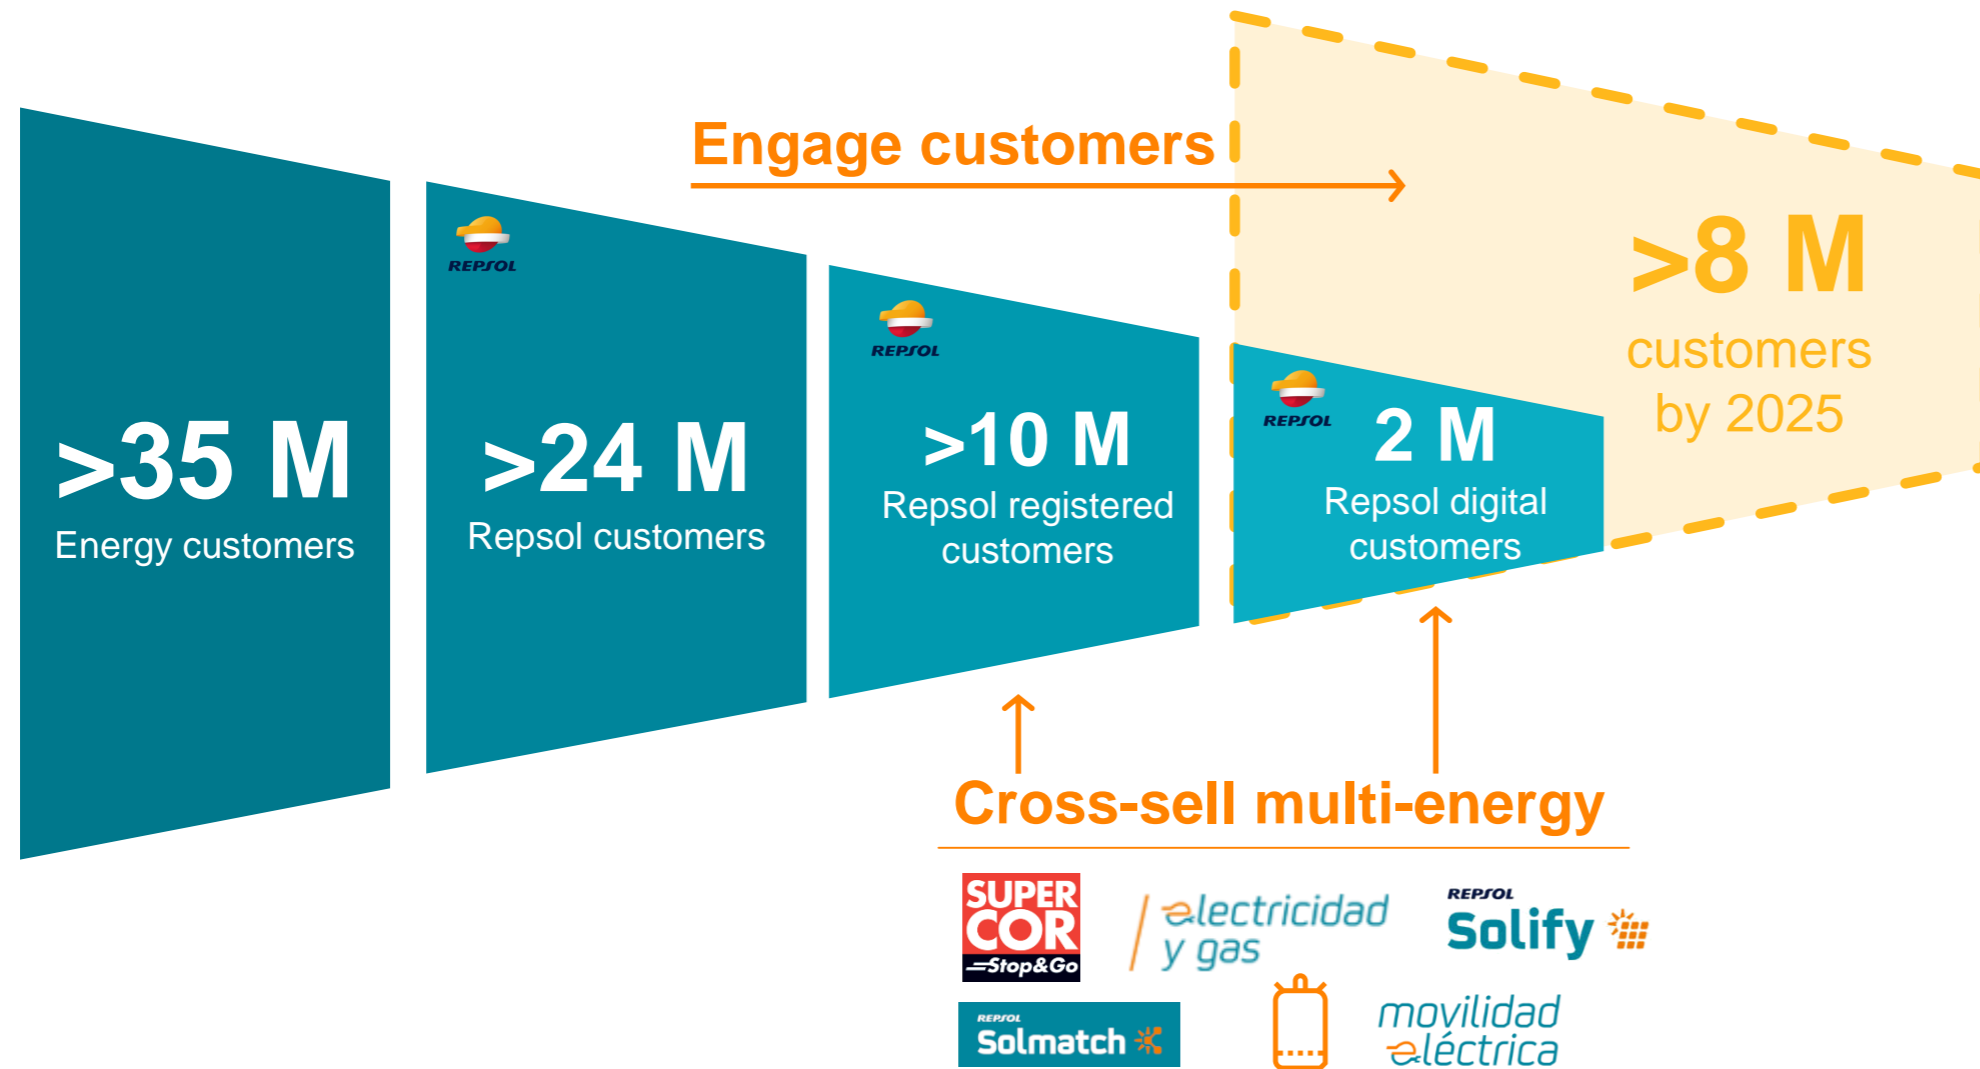 Engage customers
>35 M
Energy customers
REPSOL
>24 M
Repsol customers
REPSOL
>10 M
Repsol registered
customers
REPSOL
2 M
Repsol digital
customers
>8 M
customers
by 2025
Cross-sell multi-energy
SUPER
COR
Stop&Go
electricidad
y gas
REPSOL
Solify
REPSOL
Solmatch
movilidad
eléctrica